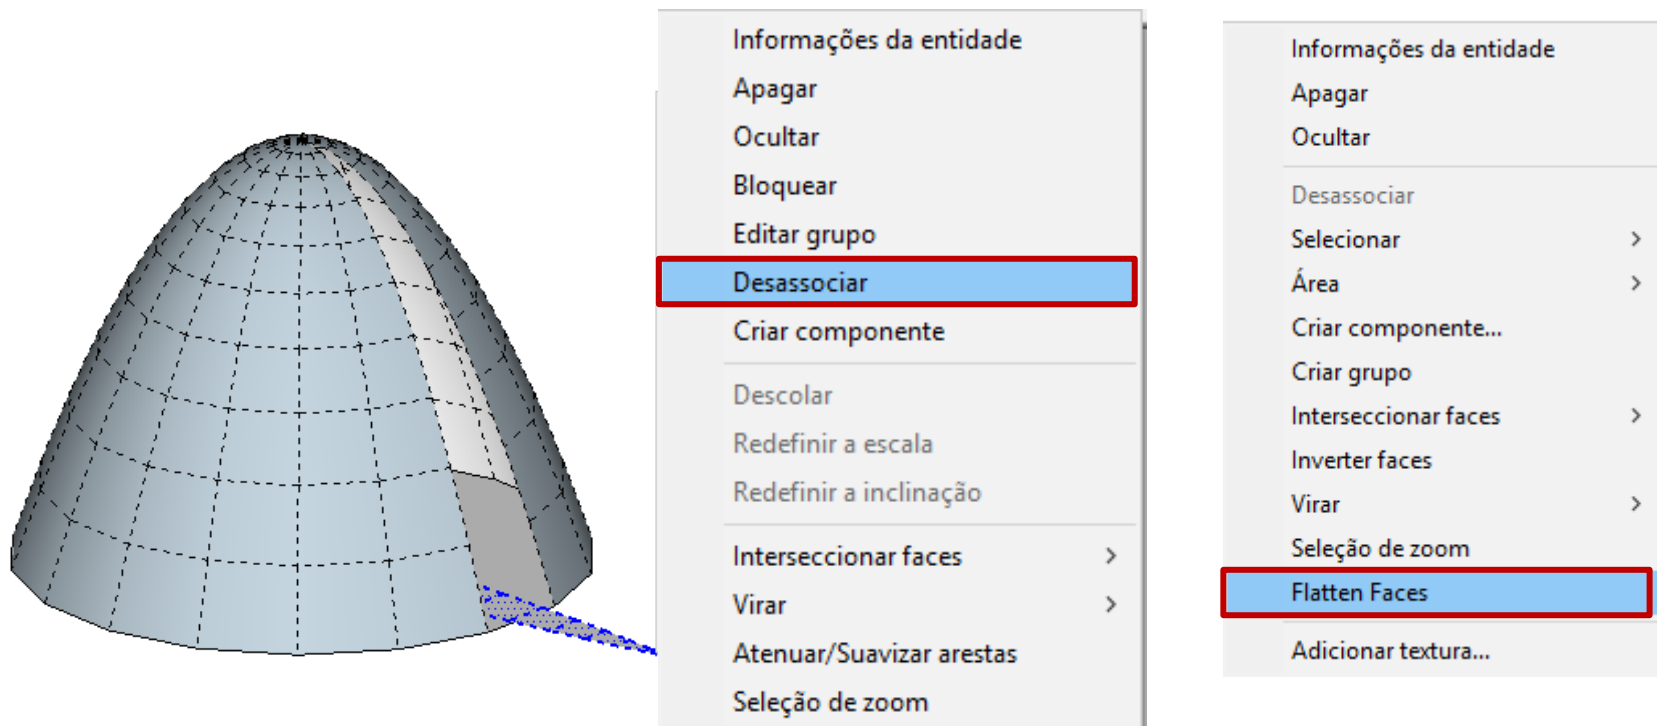 Informações da entidade
Apagar
Ocultar
Bloquear
Editar grupo
Desassociar
Criar componente
Descolar
Redefinir a escala
Redefinir a inclinação
Interseccionar faces
Virar
Atenuar/Suavizar arestas
Seleção de zoom
Informações da entidade
Apagar
Ocultar
Desassociar
Selecionar
Área
Criar componente...
Criar grupo
Interseccionar faces
Inverter faces
Virar
Seleção de zoom
Flatten Faces
Adicionar textura...